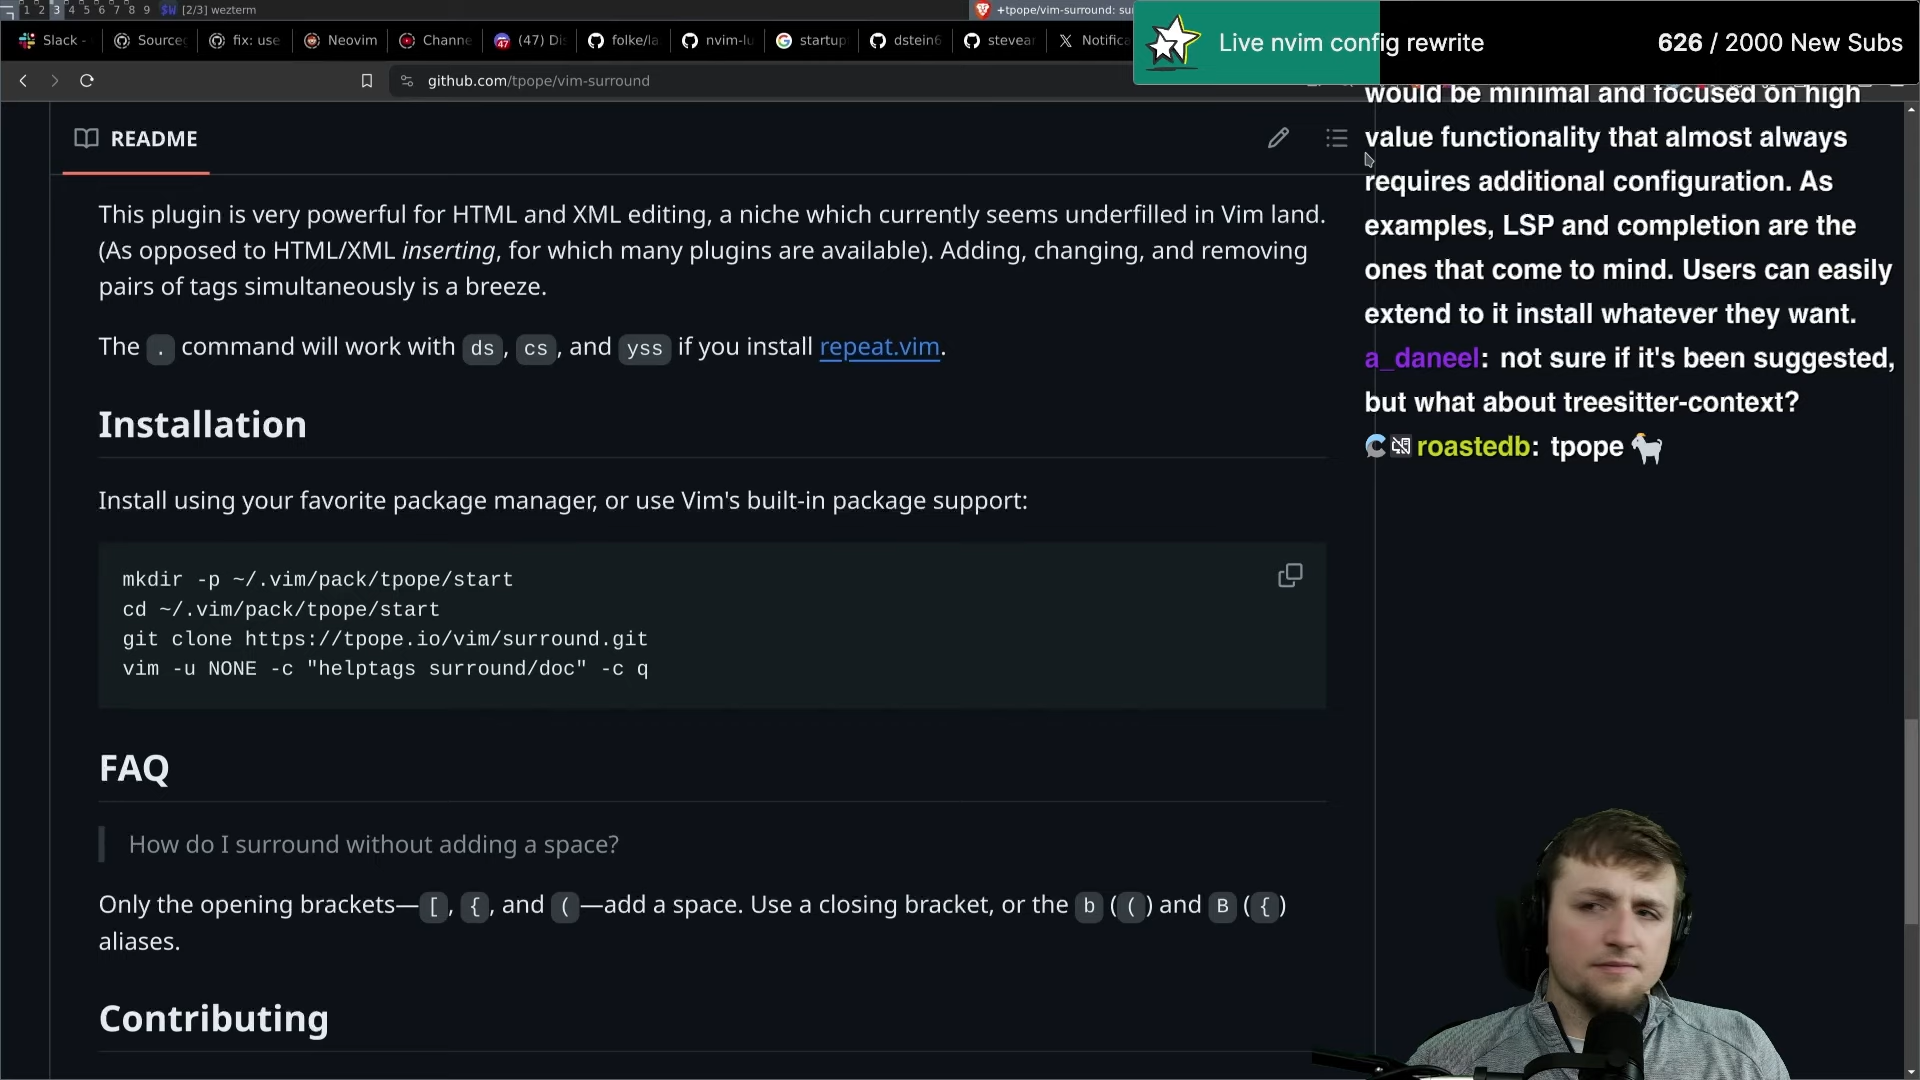 1 2 3 4 5 6 7 8 9 $W [2/3] wezterm
+tpope/vim-surround: su
Slack -
Sourceg
fix: use
Neovim
Channe
(47) Di
folke/la
nvim-lu
startup
dstein6
stevear
Notifica
Live nvim config rewrite
626 / 2000 New Subs
github.com/tpope/vim-surround
README
This plugin is very powerful for HTML and XML editing, a niche which currently seems underfilled in Vim land.
(As opposed to HTML/XML inserting, for which many plugins are available). Adding, changing, and removing
pairs of tags simultaneously is a breeze.
The . command will work with ds, cs, and yss if you install repeat.vim.
Installation
Install using your favorite package manager, or use Vim's built-in package support:
mkdir -p ~/.vim/pack/tpope/start
cd ~/.vim/pack/tpope/start
git clone https://tpope.io/vim/surround.git
vim -u NONE -c "helptags surround/doc" -c q
FAQ
How do I surround without adding a space?
Only the opening brackets—[, {, and (—add a space. Use a closing bracket, or the b (() and B ({)
aliases.
Contributing
would be minimal and focused on high
value functionality that almost always
requires additional configuration. As
examples, LSP and completion are the
ones that come to mind. Users can easily
extend to it install whatever they want.
a_daneel: not sure if it's been suggested,
but what about treesitter-context?
roastedb: tpope